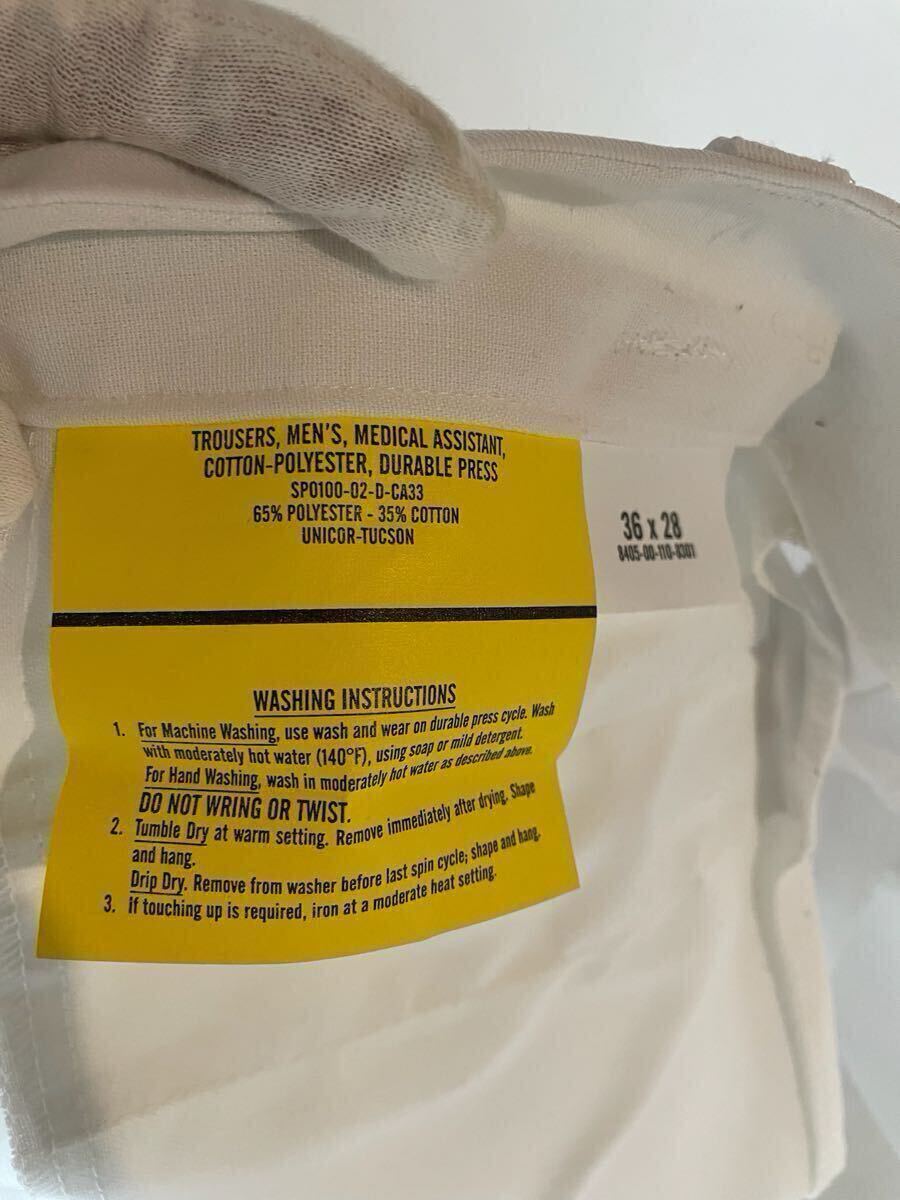 TROUSERS, MEN'S, MEDICAL ASSISTANT,
COTTON-POLYESTER, DURABLE PRESS
SPO100-02-D-CA33
65% POLYESTER - 35% COTTON
UNICOR-TUCSON
36 x 28
8405-00-110-8301
WASHING INSTRUCTIONS
1. For Machine Washing, use wash and wear on durable press cycle. Wash
with moderately hot water (140°F), using soap or mild detergent.
For Hand Washing, wash in moderately hot water as described above.
DO NOT WRING OR TWIST.
2. Tumble Dry at warm setting. Remove immediately after drying. Shape
and hang.
Drip Dry. Remove from washer before last spin cycle; shape and hang.
3. If touching up is required, iron at a moderate heat setting.